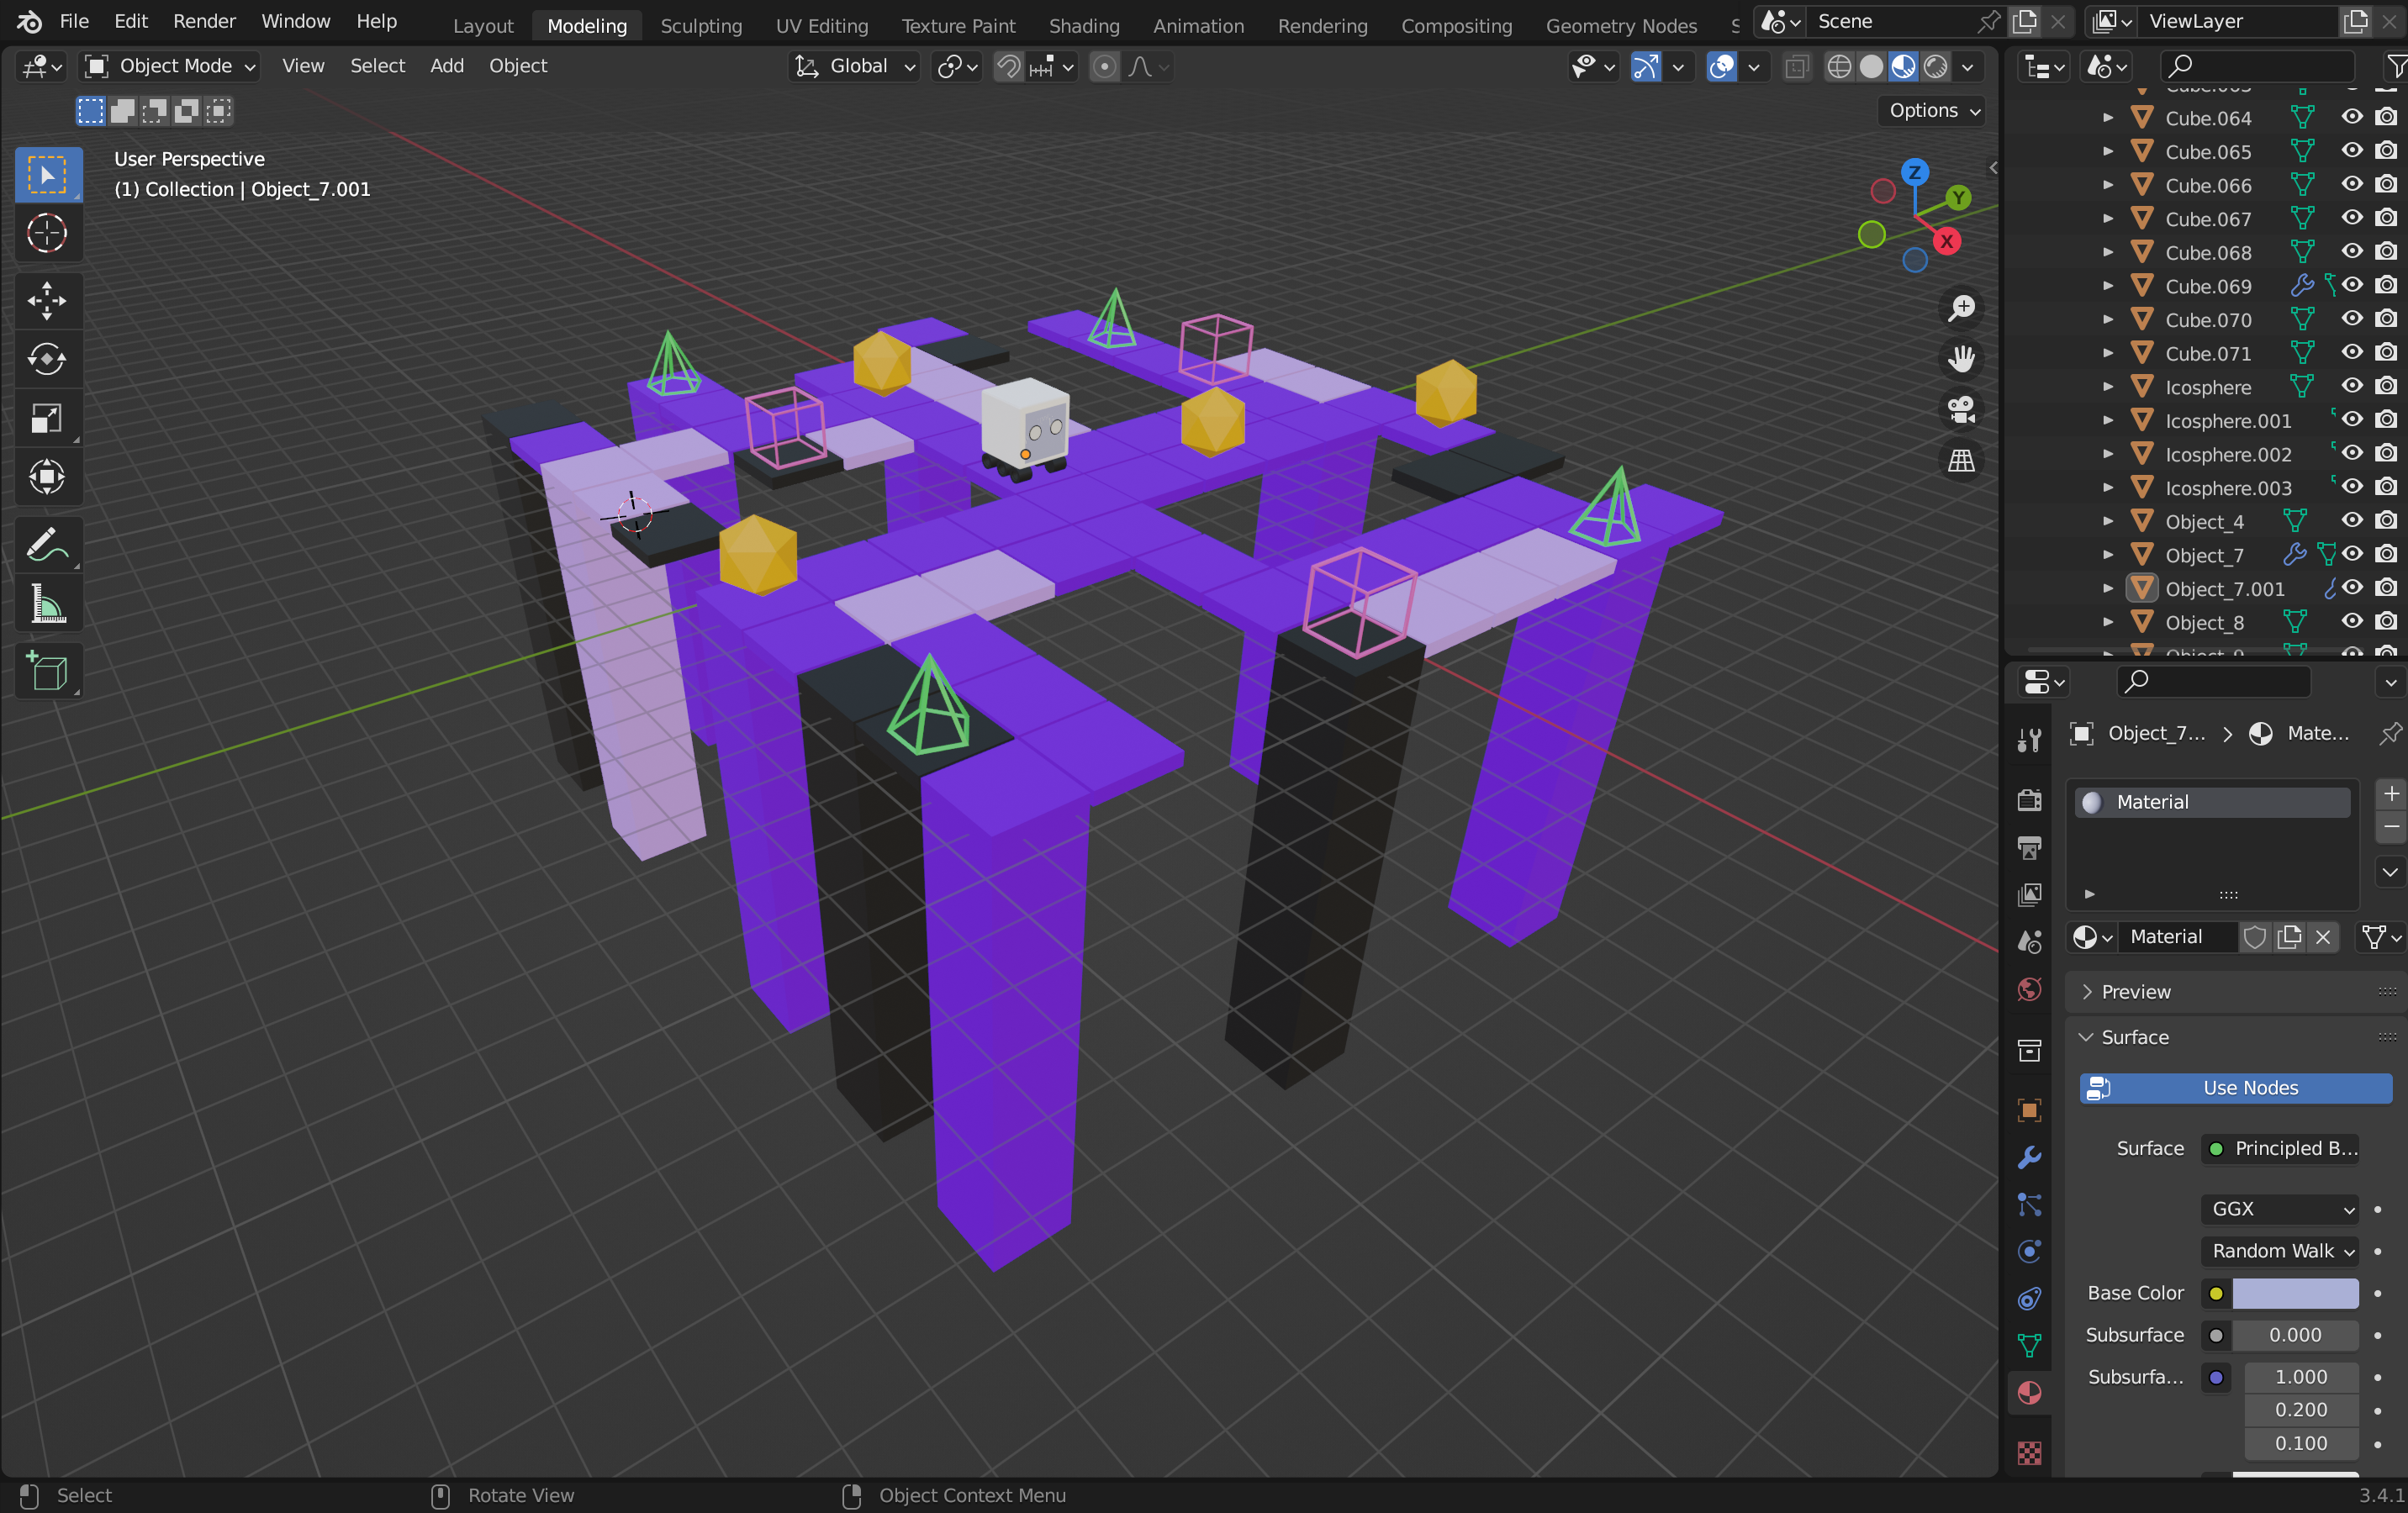 File Edit Render Window Help Layout Modeling Sculpting UV Editing Texture Paint Shading Animation Rendering Compositing Geometry Nodes Scene ViewLayer
Object Mode View Select Add Object Global
Options
User Perspective
(1) Collection | Object_7.001
Z
Y
X
Cube.064
Cube.065
Cube.066
Cube.067
Cube.068
Cube.069
Cube.070
Cube.071
Icosphere
Icosphere.001
Icosphere.002
Icosphere.003
Object_4
Object_7
Object_7.001
Object_8
Object_7... Mate...
Material
Material
Preview
Surface
Use Nodes
Surface Principled B...
GGX
Random Walk
Base Color
Subsurface 0.000
Subsurfa... 1.000
0.200
0.100
Select Rotate View Object Context Menu 3.4.1